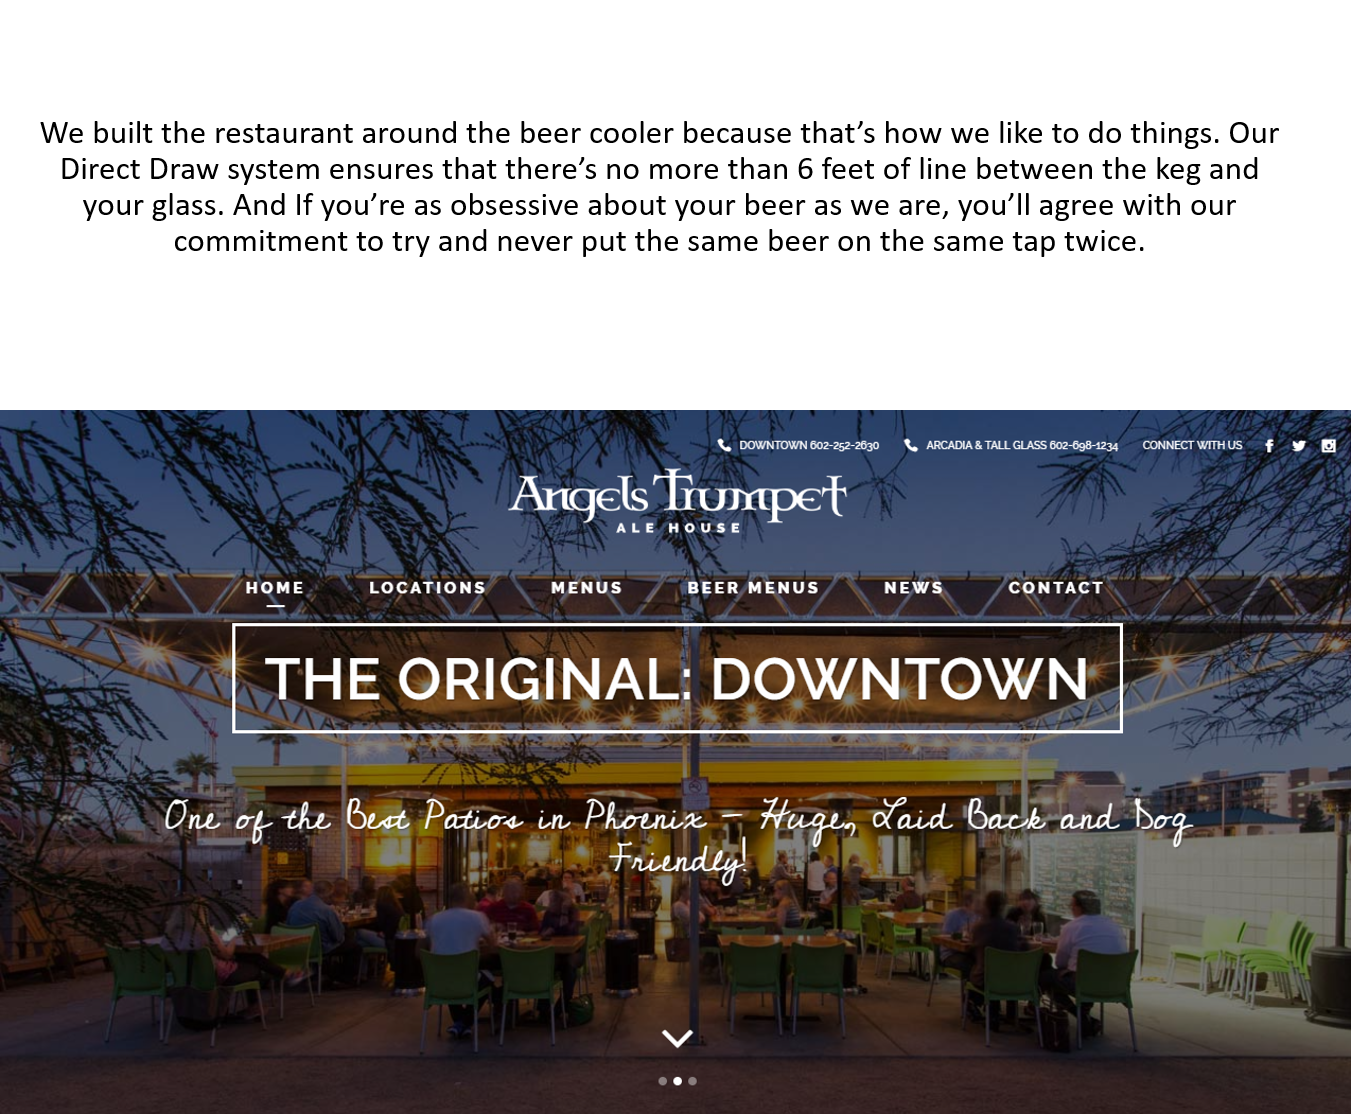 We built the restaurant around the beer cooler because that’s how we like to do things. Our
Direct Draw system ensures that there’s no more than 6 feet of line between the keg and
your glass. And If you’re as obsessive about your beer as we are, you’ll agree with our
commitment to try and never put the same beer on the same tap twice.
DOWNTOWN 602-252-2630 ARCADIA & TALL GLASS 602-698-1234 CONNECT WITH US
Angels Trumpet
ALE HOUSE
HOME LOCATIONS MENUS BEER MENUS NEWS CONTACT
THE ORIGINAL: DOWNTOWN
One of the Best Patios in Phoenix – Huge, Laid Back and Dog
Friendly!